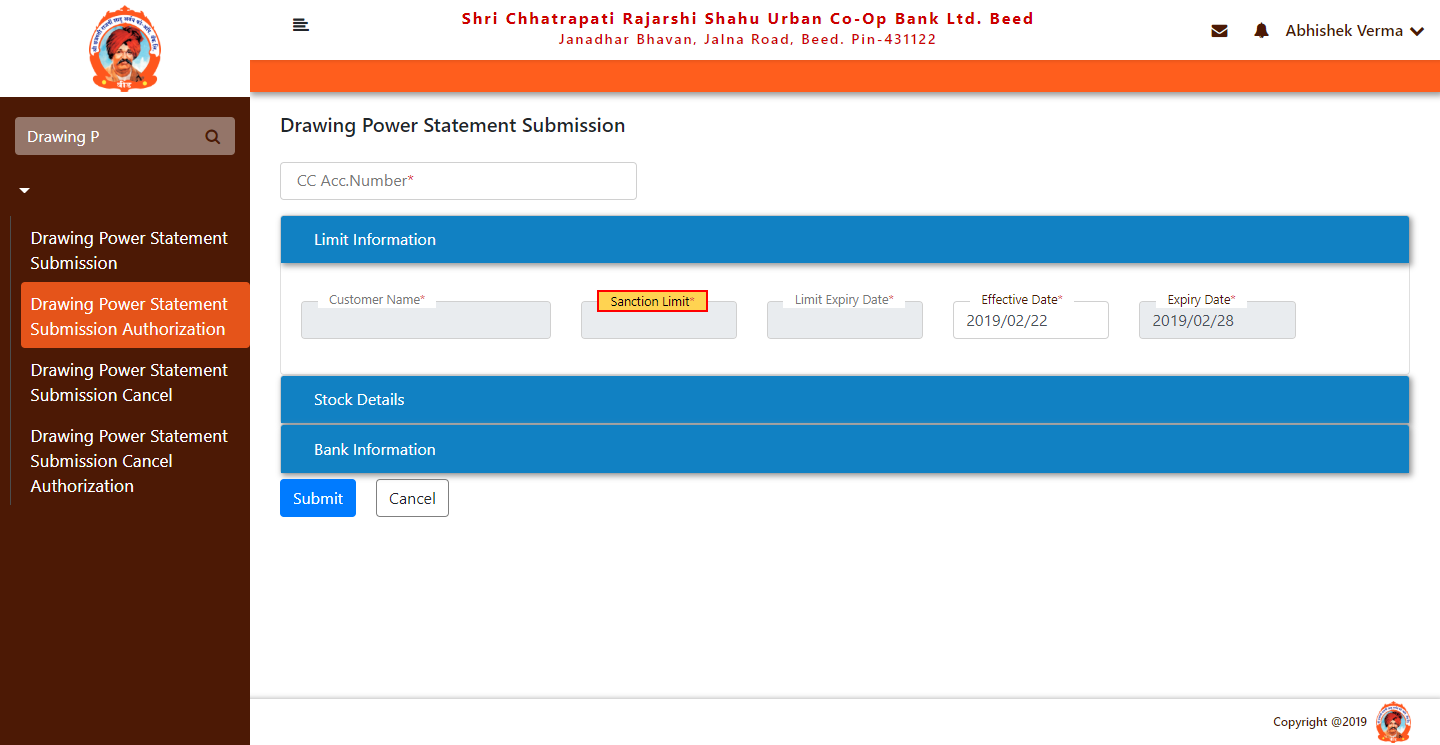 Shri Chhatrapati Rajarshi Shahu Urban Co-Op Bank Ltd. Beed
Janadhar Bhavan, Jalna Road, Beed. Pin-431122
Abhishek Verma
Drawing P
Drawing Power Statement
Submission
Drawing Power Statement
Submission Authorization
Drawing Power Statement
Submission Cancel
Drawing Power Statement
Submission Cancel
Authorization
Drawing Power Statement Submission
CC Acc.Number*
Limit Information
Customer Name*
Sanction Limit*
Limit Expiry Date*
Effective Date*
2019/02/22
Expiry Date*
2019/02/28
Stock Details
Bank Information
Submit
Cancel
Copyright @2019